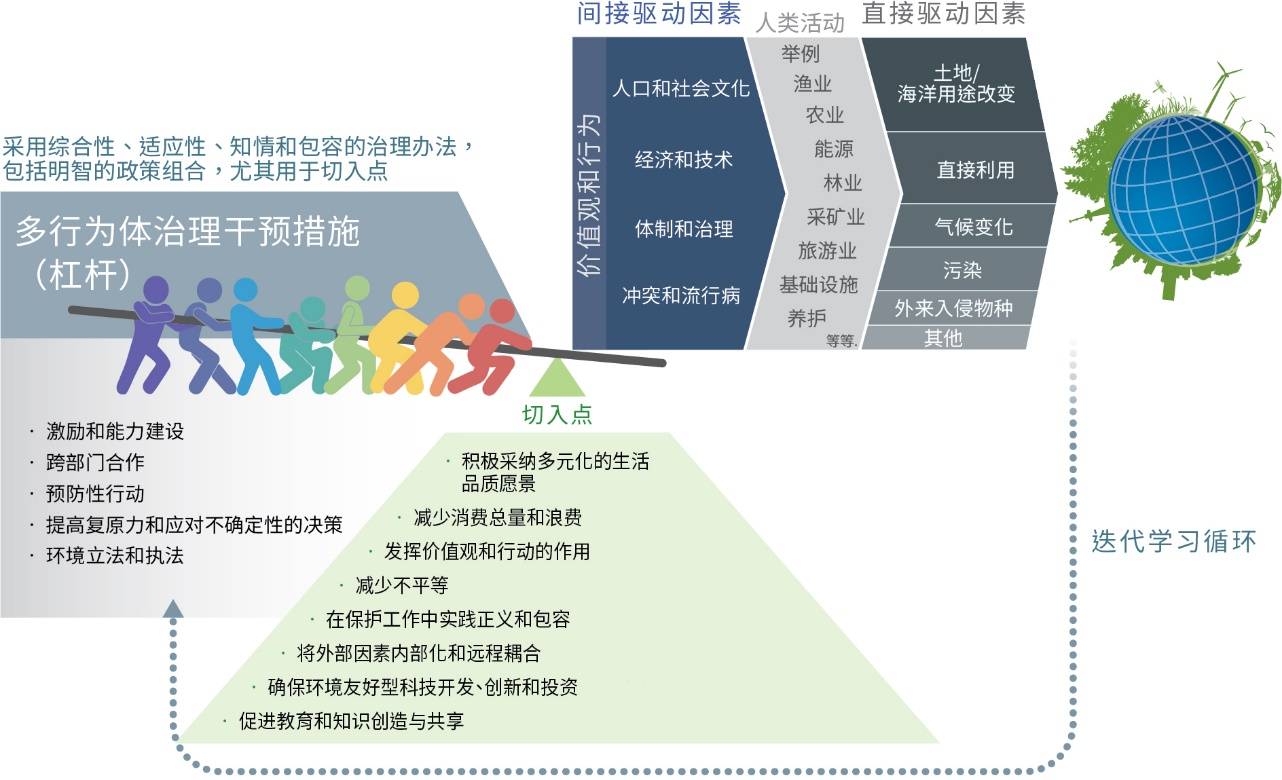 采用综合性、适应性、知情和包容的治理办法，
包括明智的政策组合，尤其用于切入点
多行为体治理干预措施
（杠杆）
· 激励和能力建设
· 跨部门合作
· 预防性行动
· 提高复原力和应对不确定性的决策
· 环境立法和执法
间接驱动因素
价值观和行为
人口和社会文化
经济和技术
体制和治理
冲突和流行病
人类活动
举例
渔业
农业
能源
林业
采矿业
旅游业
基础设施
养护
等等.
直接驱动因素
土地/
海洋用途改变
直接利用
气候变化
污染
外来入侵物种
其他
切入点
· 积极采纳多元化的生活
品质愿景
· 减少消费总量和浪费
· 发挥价值观和行动的作用
· 减少不平等
· 在保护工作中实践正义和包容
· 将外部因素内部化和远程耦合
· 确保环境友好型科技开发、创新和投资
· 促进教育和知识创造与共享
迭代学习循环